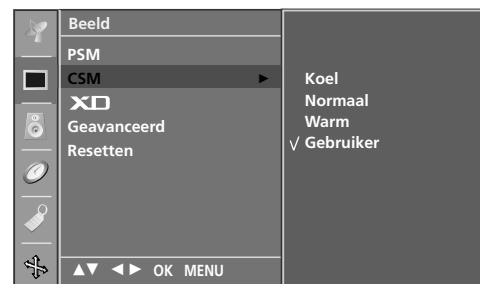 Beeld
PSM
CSM ►
XD
Geavanceerd
Resetten
▲▼ ◄► OK MENU
Koel
Normaal
Warm
√ Gebruiker